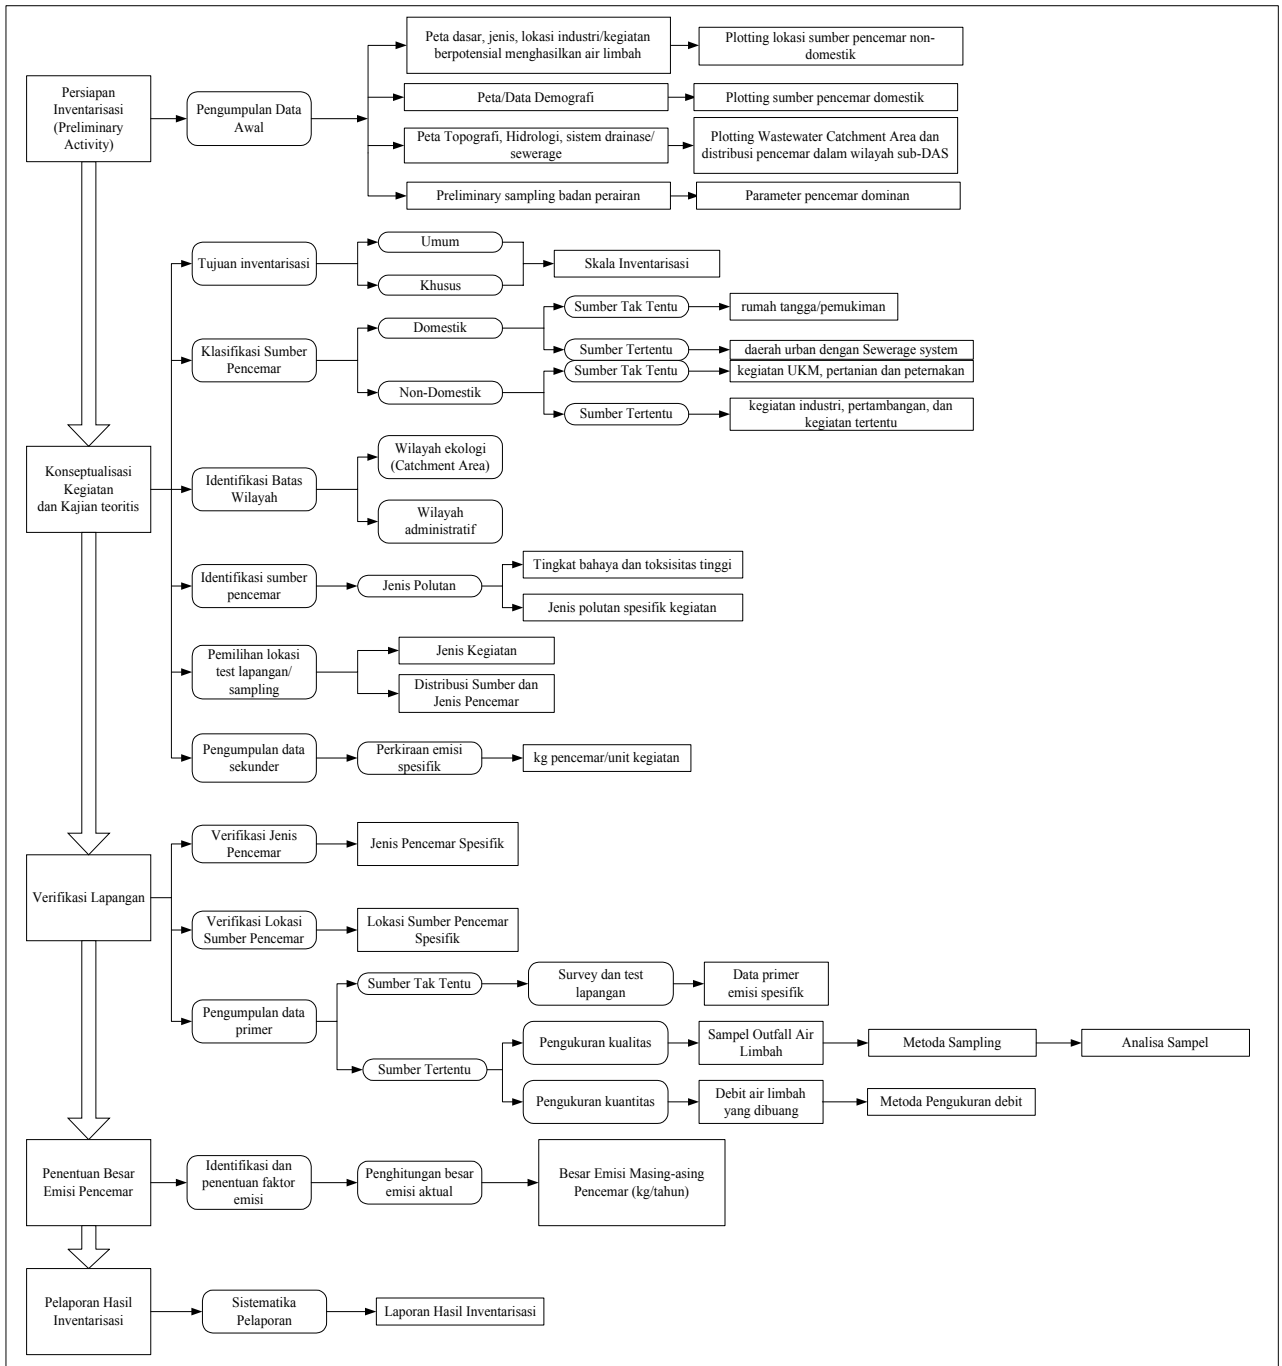 Peta dasar, jenis, lokasi industri/kegiatan
berpotensial menghasilkan air limbah
Plotting lokasi sumber pencemar non-
domestik
Persiapan
Inventarisasi
(Preliminary
Activity)
Pengumpulan Data
Awal
Peta/Data Demografi
Plotting sumber pencemar domestik
Peta Topografi, Hidrologi, sistem drainase/
sewerage
Plotting Wastewater Catchment Area dan
distribusi pencemar dalam wilayah sub-DAS
Preliminary sampling badan perairan
Parameter pencemar dominan
Tujuan inventarisasi
Umum
Khusus
Skala Inventarisasi
Klasifikasi Sumber
Pencemar
Domestik
Sumber Tak Tentu
rumah tangga/pemukiman
Sumber Tertentu
daerah urban dengan Sewerage system
Non-Domestik
Sumber Tak Tentu
kegiatan UKM, pertanian dan peternakan
Sumber Tertentu
kegiatan industri, pertambangan, dan
kegiatan tertentu
Konseptualisasi
Kegiatan
dan Kajian teoritis
Identifikasi Batas
Wilayah
Wilayah ekologi
(Catchment Area)
Wilayah
administratif
Identifikasi sumber
pencemar
Jenis Polutan
Tingkat bahaya dan toksisitas tinggi
Jenis polutan spesifik kegiatan
Pemilihan lokasi
test lapangan/
sampling
Jenis Kegiatan
Distribusi Sumber dan
Jenis Pencemar
Pengumpulan data
sekunder
Perkiraan emisi
spesifik
kg pencemar/unit kegiatan
Verifikasi Lapangan
Verifikasi Jenis
Pencemar
Jenis Pencemar Spesifik
Verifikasi Lokasi
Sumber Pencemar
Lokasi Sumber Pencemar
Spesifik
Pengumpulan data
primer
Sumber Tak Tentu
Survey dan test
lapangan
Data primer
emisi spesifik
Sumber Tertentu
Pengukuran kualitas
Sampel Outfall Air
Limbah
Metoda Sampling
Analisa Sampel
Pengukuran kuantitas
Debit air limbah
yang dibuang
Metoda Pengukuran debit
Penentuan Besar
Emisi Pencemar
Identifikasi dan
penentuan faktor
emisi
Penghitungan besar
emisi aktual
Besar Emisi Masing-asing
Pencemar (kg/tahun)
Pelaporan Hasil
Inventarisasi
Sistematika
Pelaporan
Laporan Hasil Inventarisasi